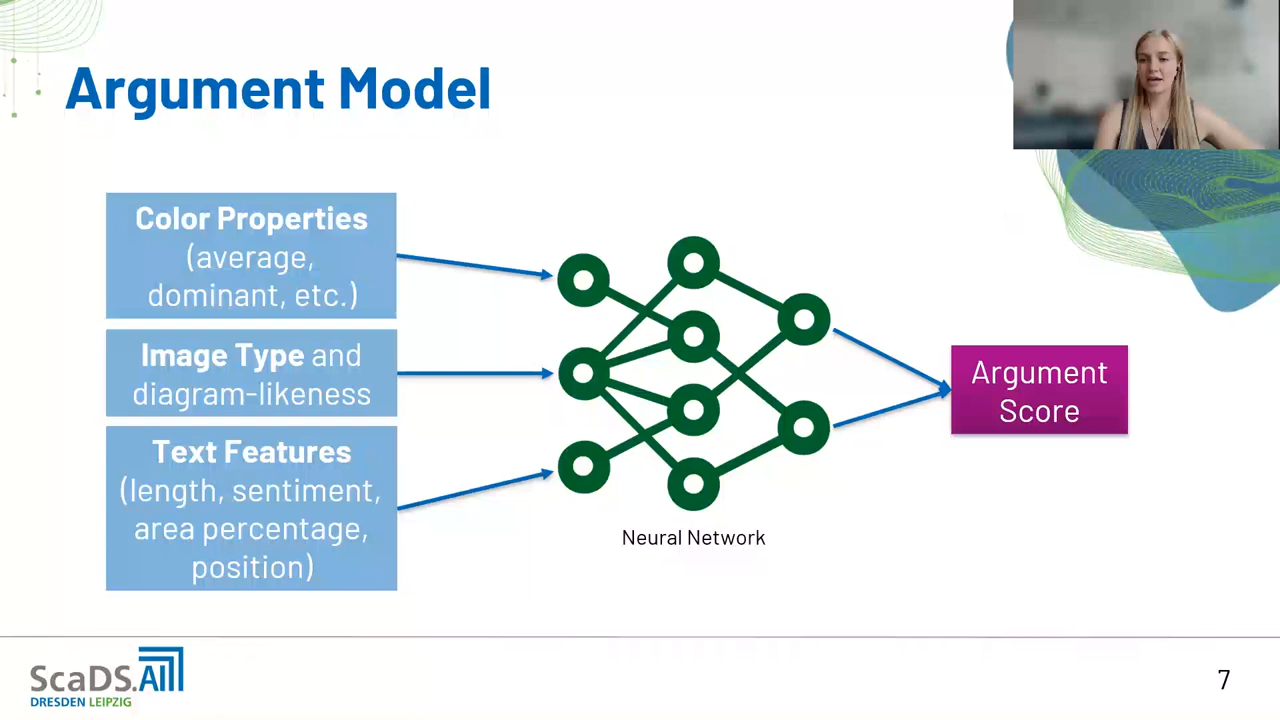 Argument Model
Color Properties
(average,
dominant, etc.)
Image Type and
diagram-likeness
Text Features
(length, sentiment,
area percentage,
position)
Neural Network
Argument
Score
ScaDS.AI
DRESDEN LEIPZIG
7